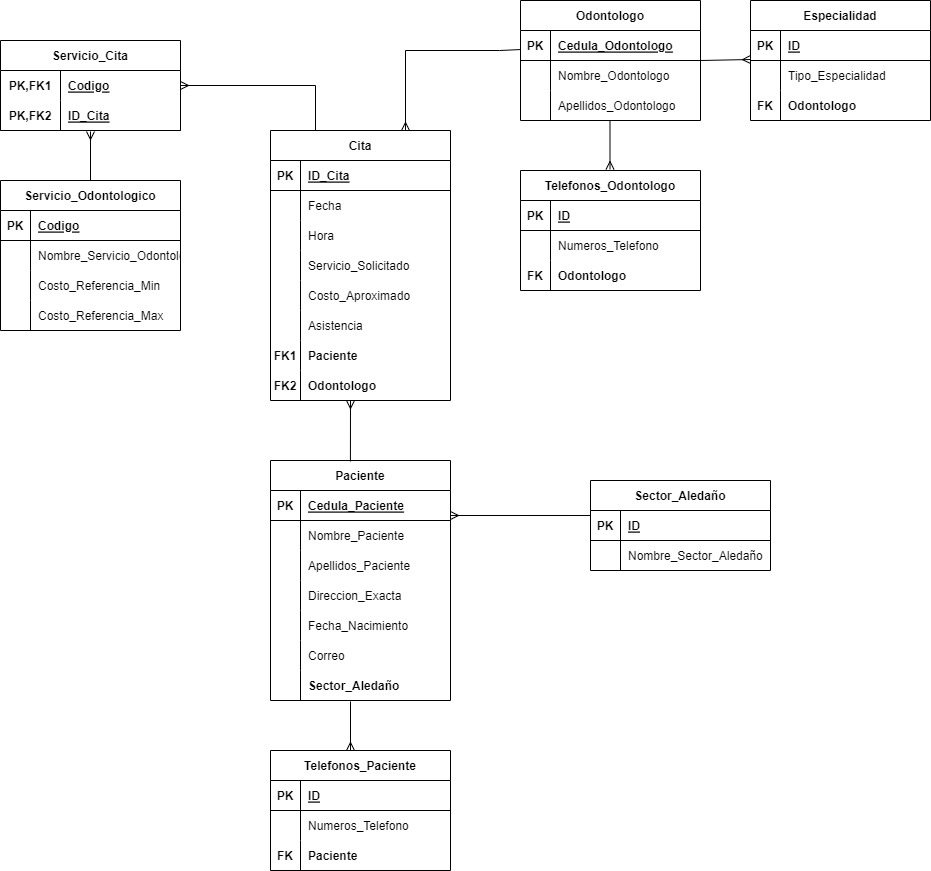 Servicio_Cita
PK,FK1 Codigo
PK,FK2 ID_Cita
Servicio_Odontologico
PK Codigo
Nombre_Servicio_Odontol
Costo_Referencia_Min
Costo_Referencia_Max
Cita
PK ID_Cita
Fecha
Hora
Servicio_Solicitado
Costo_Aproximado
Asistencia
FK1 Paciente
FK2 Odontologo
Odontologo
PK Cedula_Odontologo
Nombre_Odontologo
Apellidos_Odontologo
Especialidad
PK ID
Tipo_Especialidad
FK Odontologo
Telefonos_Odontologo
PK ID
Numeros_Telefono
FK Odontologo
Paciente
PK Cedula_Paciente
Nombre_Paciente
Apellidos_Paciente
Direccion_Exacta
Fecha_Nacimiento
Correo
Sector_Aledaño
Sector_Aledaño
PK ID
Nombre_Sector_Aledaño
Telefonos_Paciente
PK ID
Numeros_Telefono
FK Paciente